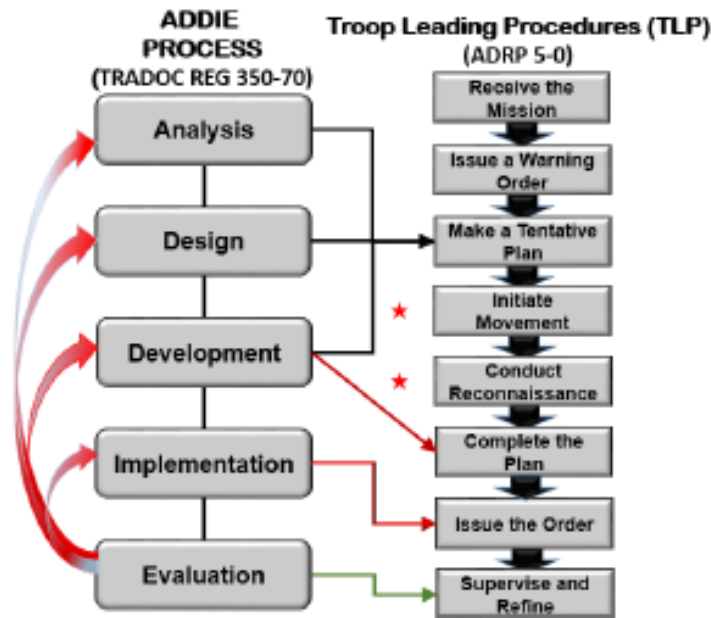 ADDIE
PROCESS
(TRADOC REG 350-70)
Analysis
Design
Development
Implementation
Evaluation
Troop Leading Procedures (TLP)
(ADRP 5-0)
Receive the
Mission
Issue a Warning
Order
Make a Tentative
Plan
Initiate
Movement
Conduct
Reconnaissance
Complete the
Plan
Issue the Order
Supervise and
Refine